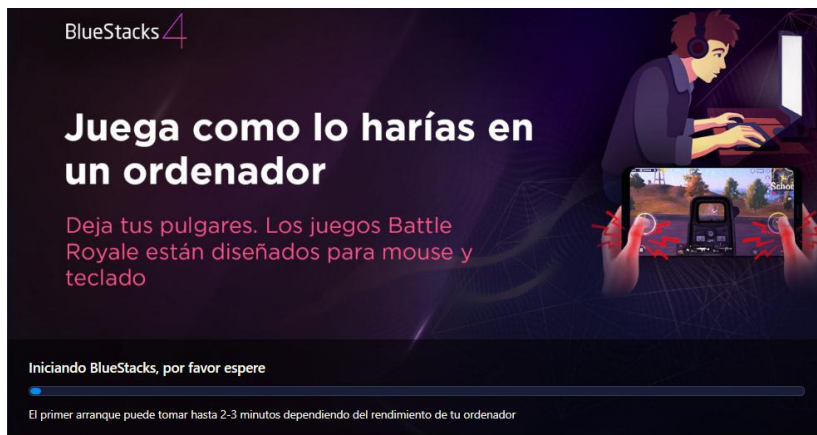 BlueStacks 4
Juega como lo harías en
un ordenador
Deja tus pulgares. Los juegos Battle
Royale están diseñados para mouse y
teclado
School
Iniciando BlueStacks, por favor espere
El primer arranque puede tomar hasta 2-3 minutos dependiendo del rendimiento de tu ordenador